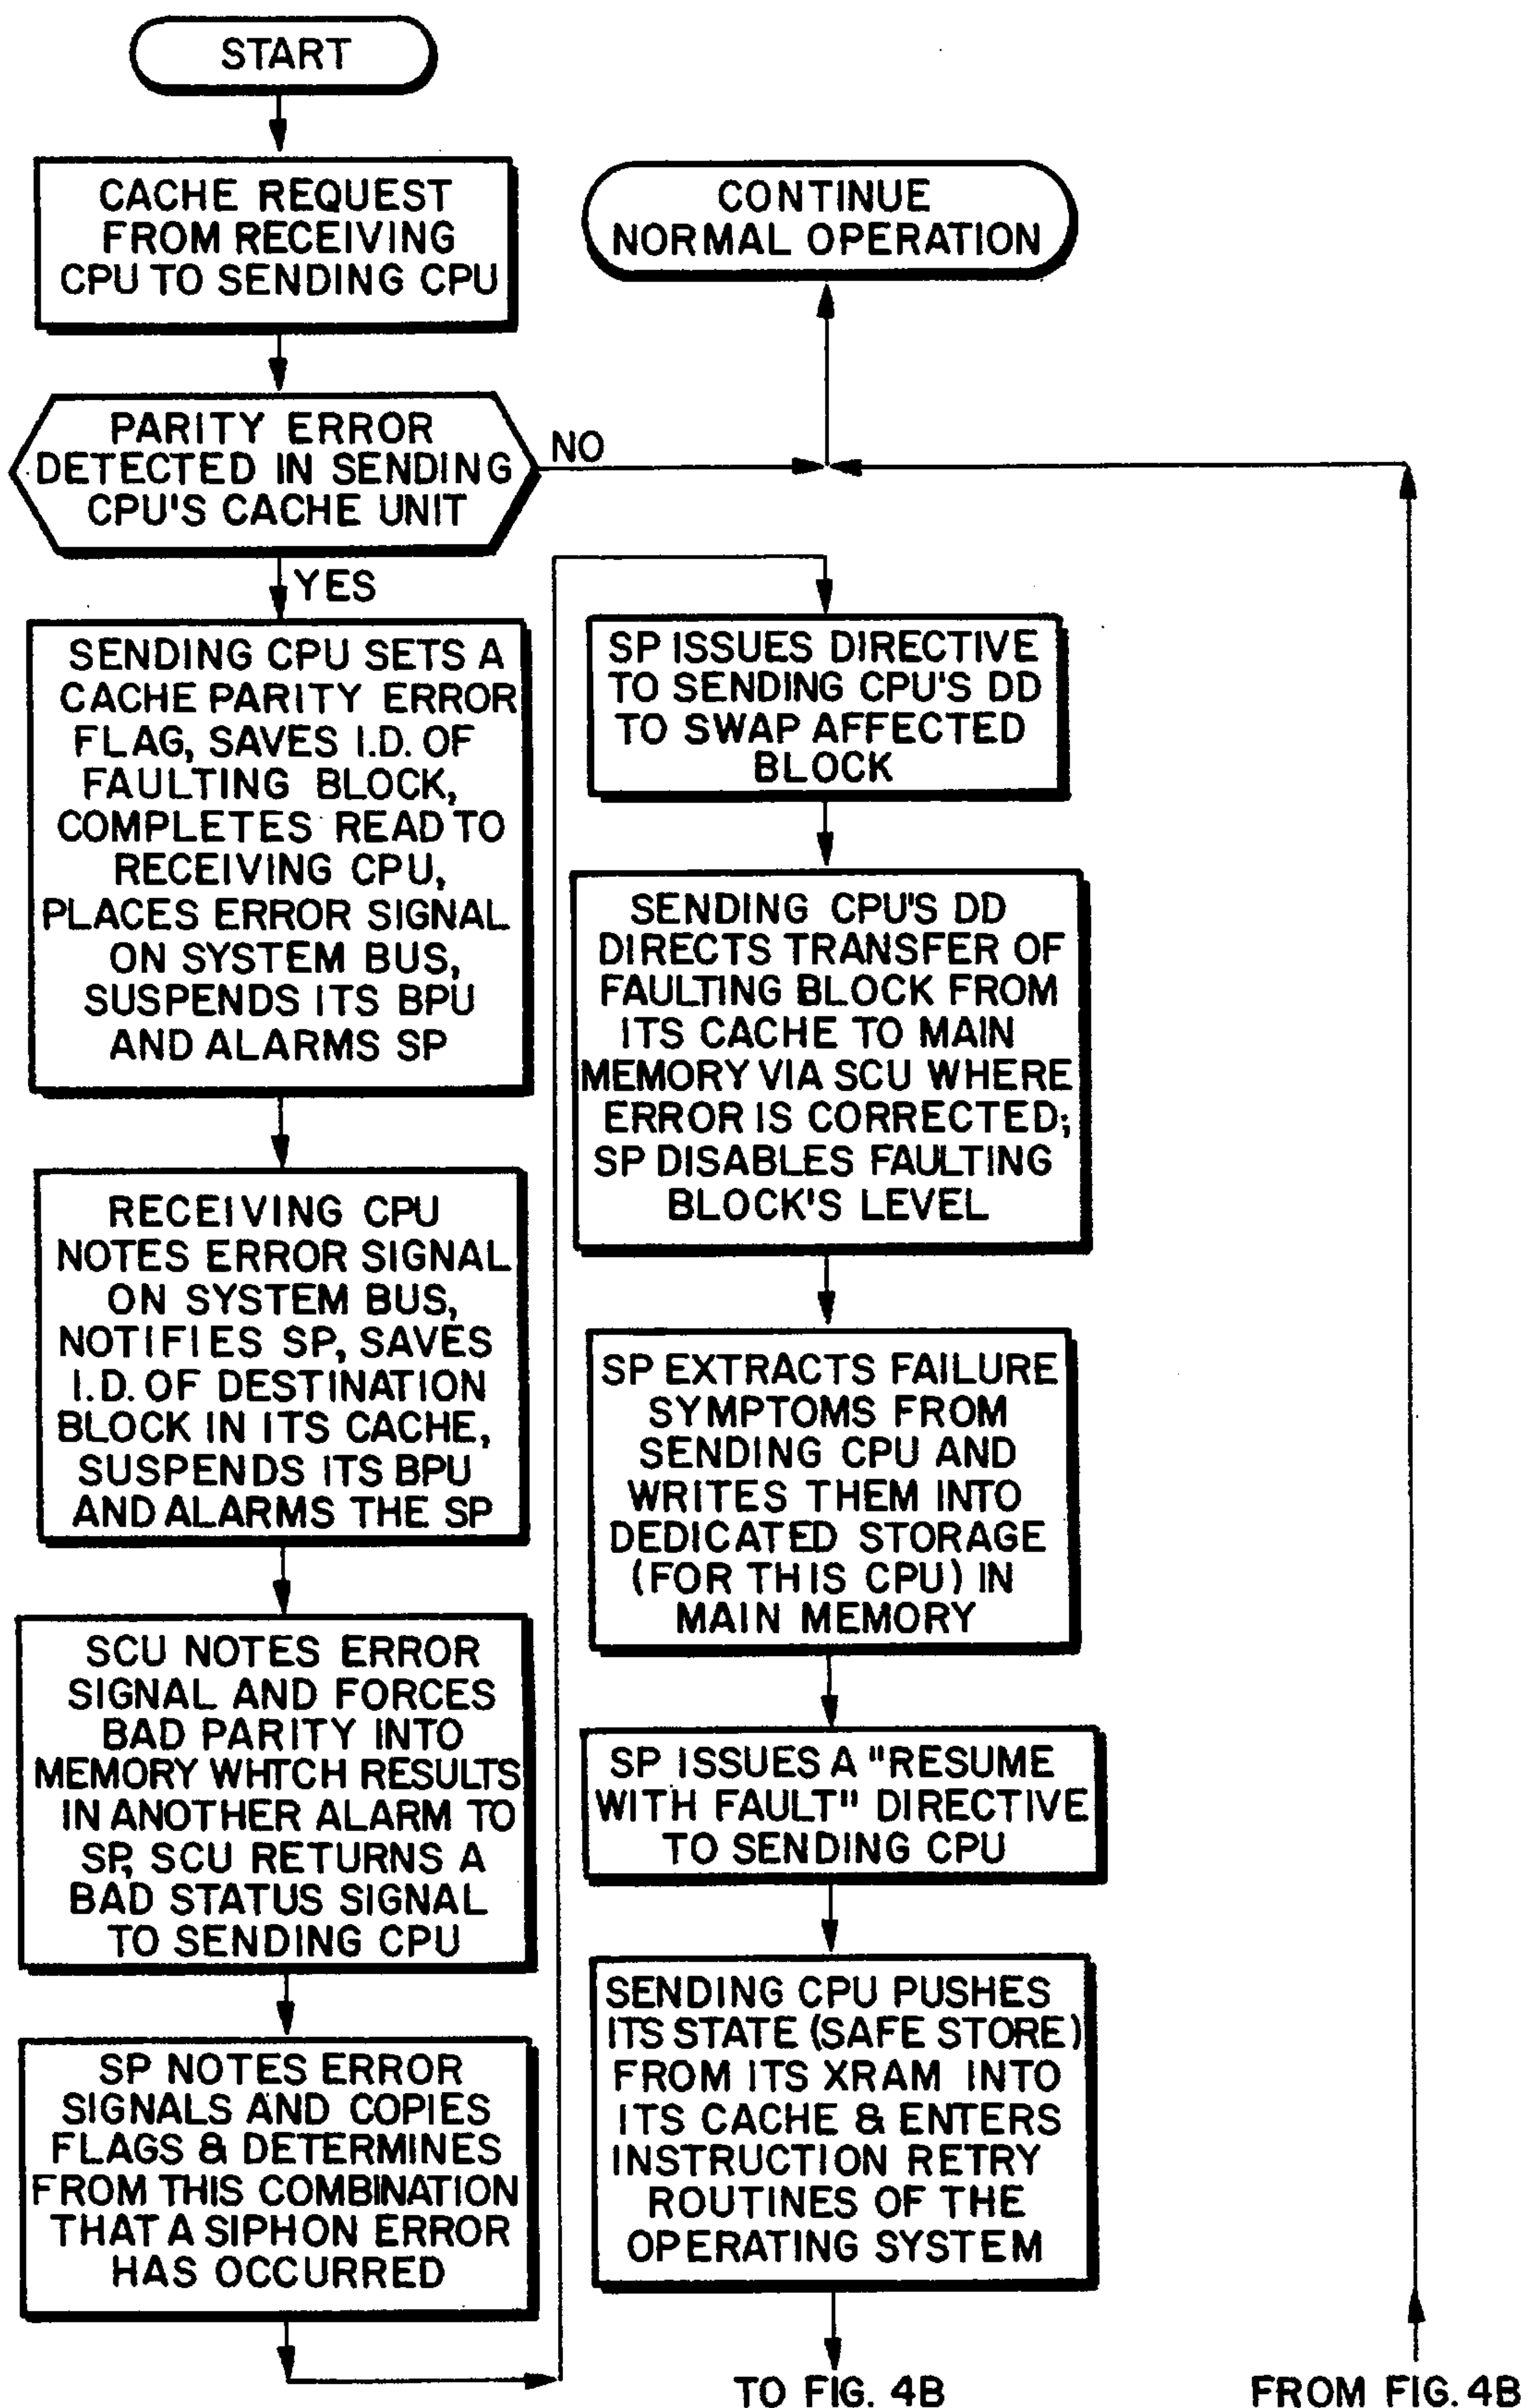 START
CACHE REQUEST
FROM RECEIVING
CPU TO SENDING CPU
PARITY ERROR
DETECTED IN SENDING
CPU'S CACHE UNIT
NO
YES
SENDING CPU SETS A
CACHE PARITY ERROR
FLAG, SAVES I.D. OF
FAULTING BLOCK,
COMPLETES READ TO
RECEIVING CPU,
PLACES ERROR SIGNAL
ON SYSTEM BUS,
SUSPENDS ITS BPU
AND ALARMS SP
RECEIVING CPU
NOTES ERROR SIGNAL
ON SYSTEM BUS,
NOTIFIES SP, SAVES
I.D. OF DESTINATION
BLOCK IN ITS CACHE,
SUSPENDS ITS BPU
AND ALARMS THE SP
SCU NOTES ERROR
SIGNAL AND FORCES
BAD PARITY INTO
MEMORY WHTCH RESULTS
IN ANOTHER ALARM TO
SP, SCU RETURNS A
BAD STATUS SIGNAL
TO SENDING CPU
SP NOTES ERROR
SIGNALS AND COPIES
FLAGS & DETERMINES
FROM THIS COMBINATION
THAT A SIPHON ERROR
HAS OCCURRED
CONTINUE
NORMAL OPERATION
SP ISSUES DIRECTIVE
TO SENDING CPU'S DD
TO SWAP AFFECTED
BLOCK
SENDING CPU'S DD
DIRECTS TRANSFER OF
FAULTING BLOCK FROM
ITS CACHE TO MAIN
MEMORY VIA SCU WHERE
ERROR IS CORRECTED;
SP DISABLES FAULTING
BLOCK'S LEVEL
SP EXTRACTS FAILURE
SYMPTOMS FROM
SENDING CPU AND
WRITES THEM INTO
DEDICATED STORAGE
(FOR THIS CPU) IN
MAIN MEMORY
SP ISSUES A "RESUME
WITH FAULT" DIRECTIVE
TO SENDING CPU
SENDING CPU PUSHES
ITS STATE (SAFE STORE)
FROM ITS XRAM INTO
ITS CACHE & ENTERS
INSTRUCTION RETRY
ROUTINES OF THE
OPERATING SYSTEM
TO FIG. 4B
FROM FIG. 4B